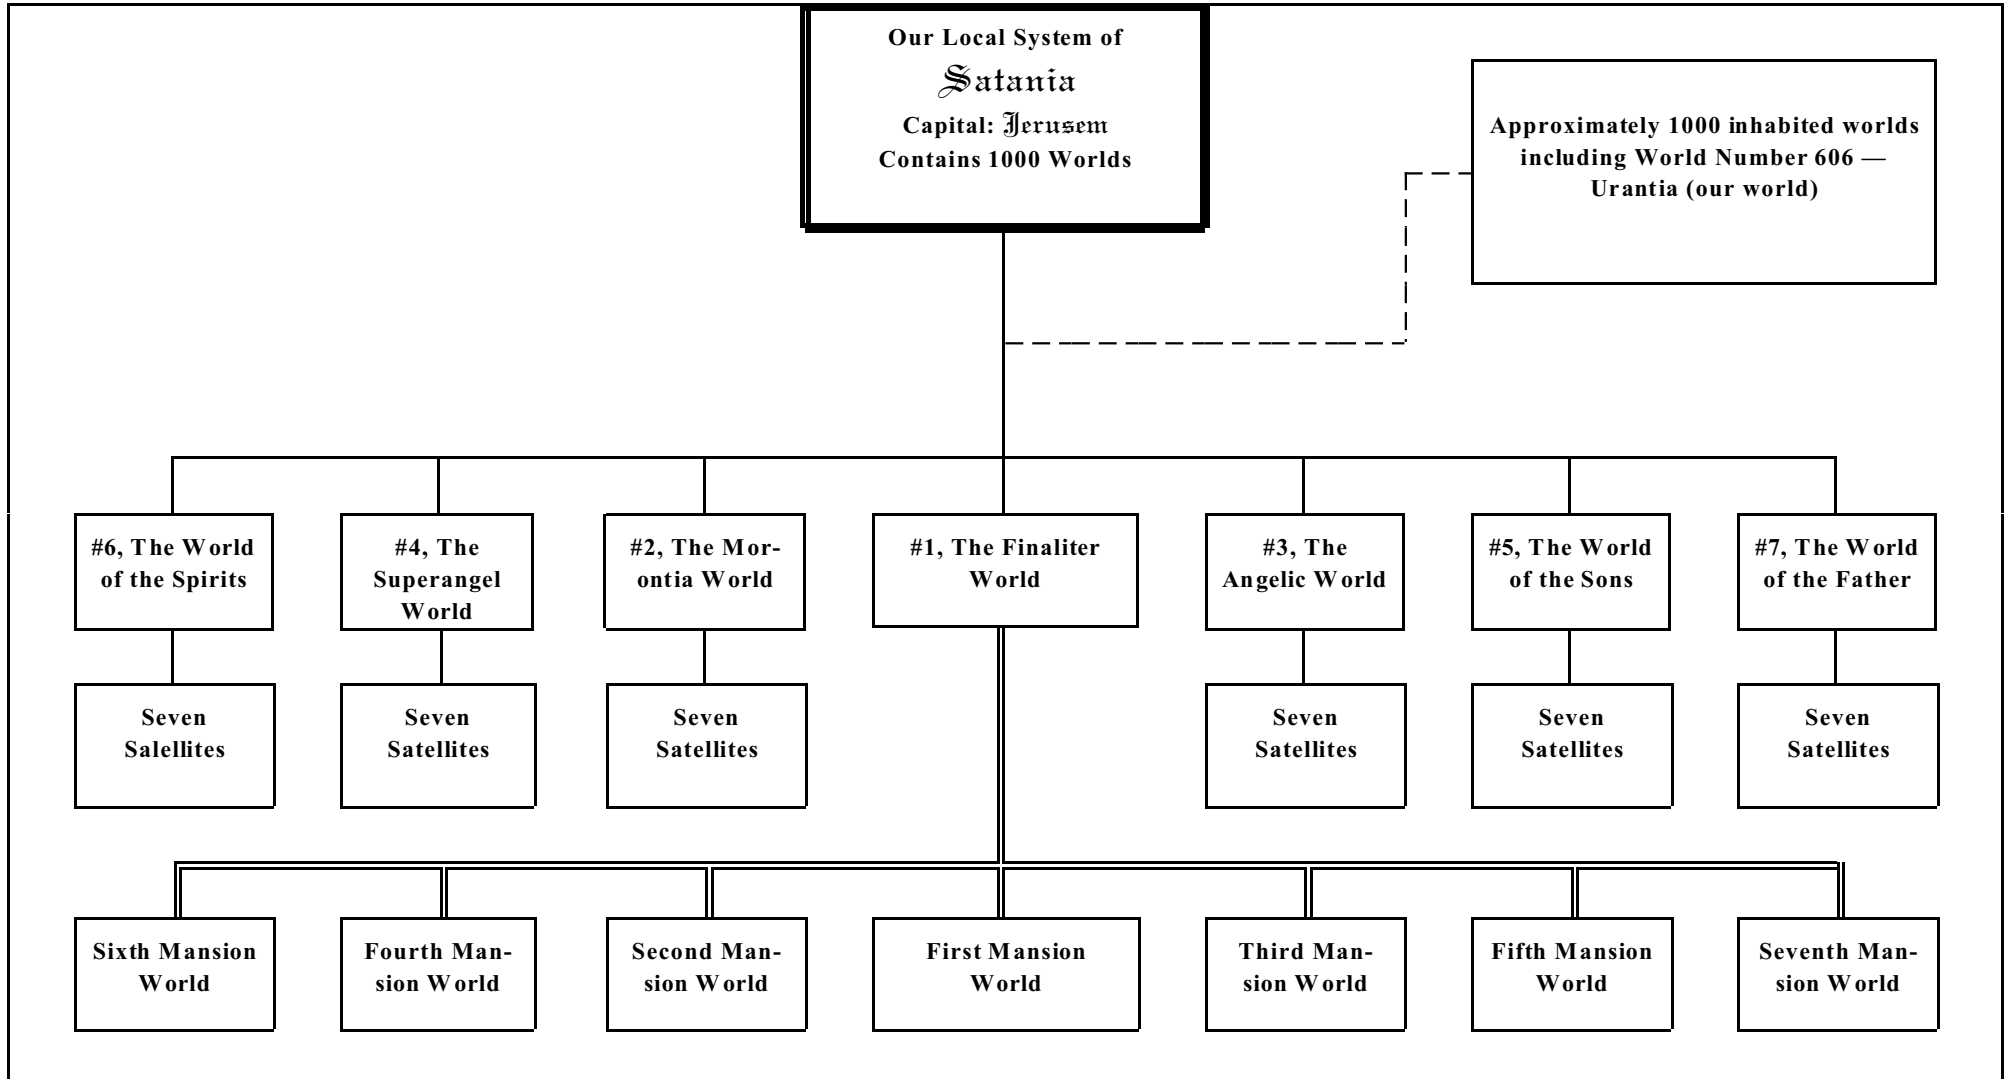 Our Local System of
Satania
Capital: Jerusem
Contains 1000 Worlds
Approximately 1000 inhabited worlds
including World Number 606 —
Urantia (our world)
#6, The World
of the Spirits
#4, The
Superangel
World
#2, The Mor-
ontia World
#1, The Finaliter
World
#3, The
Angelic World
#5, The World
of the Sons
#7, The World
of the Father
Seven
Salellites
Seven
Satellites
Seven
Satellites
Seven
Satellites
Seven
Satellites
Seven
Satellites
Sixth Mansion
World
Fourth Man-
sion World
Second Man-
sion World
First Mansion
World
Third Man-
sion World
Fifth Mansion
World
Seventh Man-
sion World